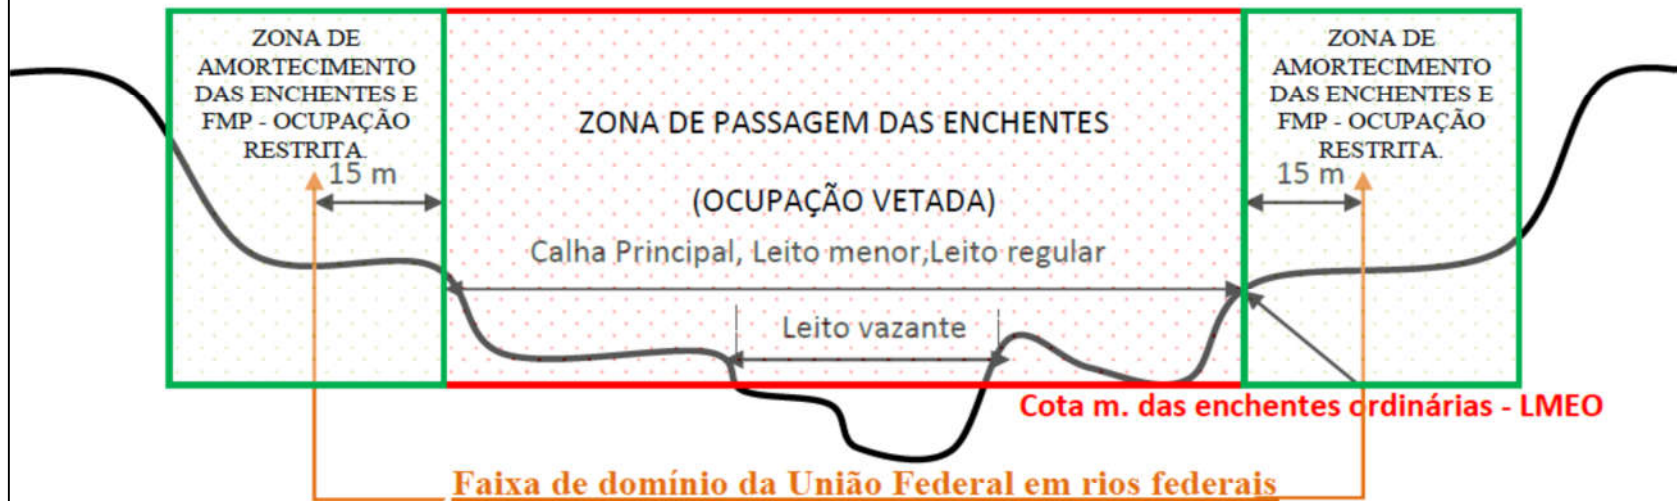 ZONA DE
AMORTECIMENTO
DAS ENCHENTES E
FMP - OCUPAÇÃO
RESTRITA.
15 m
ZONA DE PASSAGEM DAS ENCHENTES
(OCUPAÇÃO VETADA)
Calha Principal, Leito menor,Leito regular
Leito vazante
ZONA DE
AMORTECIMENTO
DAS ENCHENTES E
FMP - OCUPAÇÃO
RESTRITA.
15 m
Cota m. das enchentes ordinárias - LMEO
Faixa de domínio da União Federal em rios federais